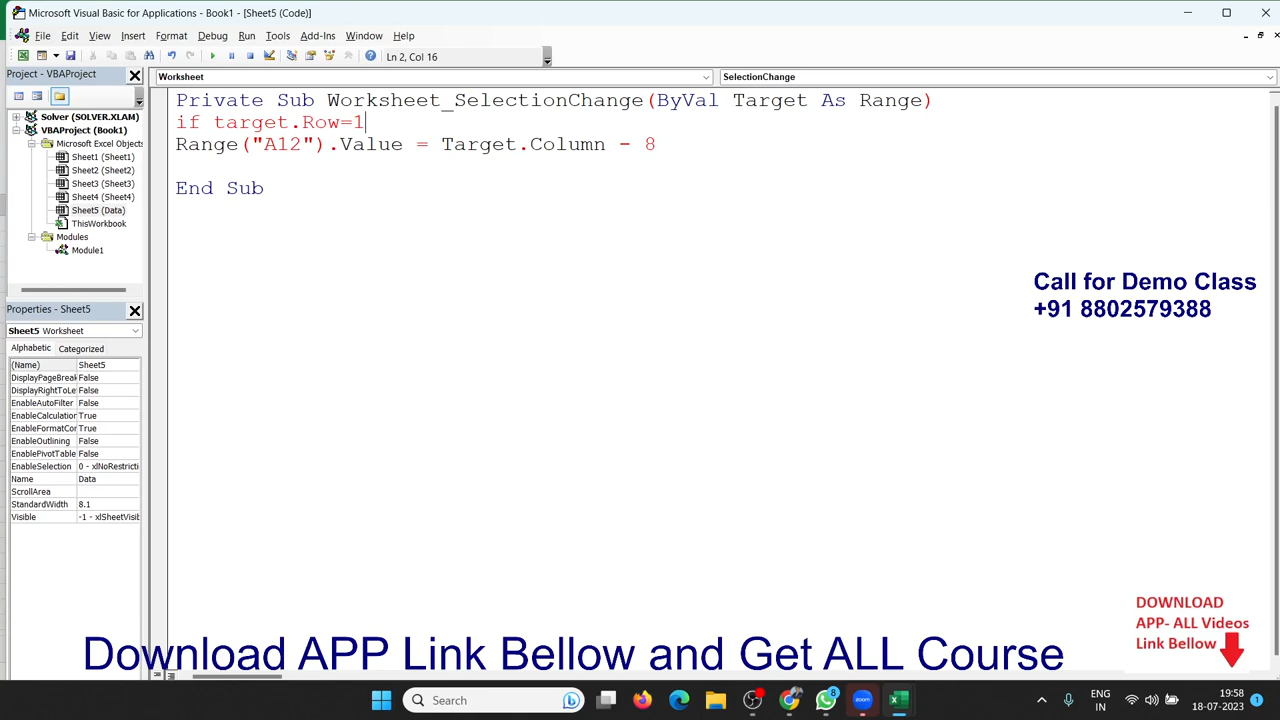 Microsoft Visual Basic for Applications - Book1 - [Sheet5 (Code)]
File Edit View Insert Format Debug Run Tools Add-Ins Window Help
Ln 2, Col 16
Project - VBAProject
Worksheet
SelectionChange
Solver (SOLVER.XLAM)
VBAProject (Book1)
Microsoft Excel Objects
Sheet1 (Sheet1)
Sheet2 (Sheet2)
Sheet3 (Sheet3)
Sheet4 (Sheet4)
Sheet5 (Data)
ThisWorkbook
Modules
Module1
Private Sub Worksheet_SelectionChange(ByVal Target As Range)
if target.Row=1
Range("A12").Value = Target.Column - 8
End Sub
Call for Demo Class
+91 8802579388
Properties - Sheet5
Sheet5 Worksheet
Alphabetic Categorized
(Name) Sheet5
DisplayPageBreak False
DisplayRightToLe False
EnableAutoFilter False
EnableCalculation True
EnableFormatCor True
EnableOutlining False
EnablePivotTable False
EnableSelection 0 - xlNoRestricti
Name Data
ScrollArea
StandardWidth 8.1
Visible -1 - xlSheetVisib
DOWNLOAD
APP- ALL Videos
Link Bellow
Download APP Link Bellow and Get ALL Course
Search
8
ENG
IN
19:58
18-07-2023
1